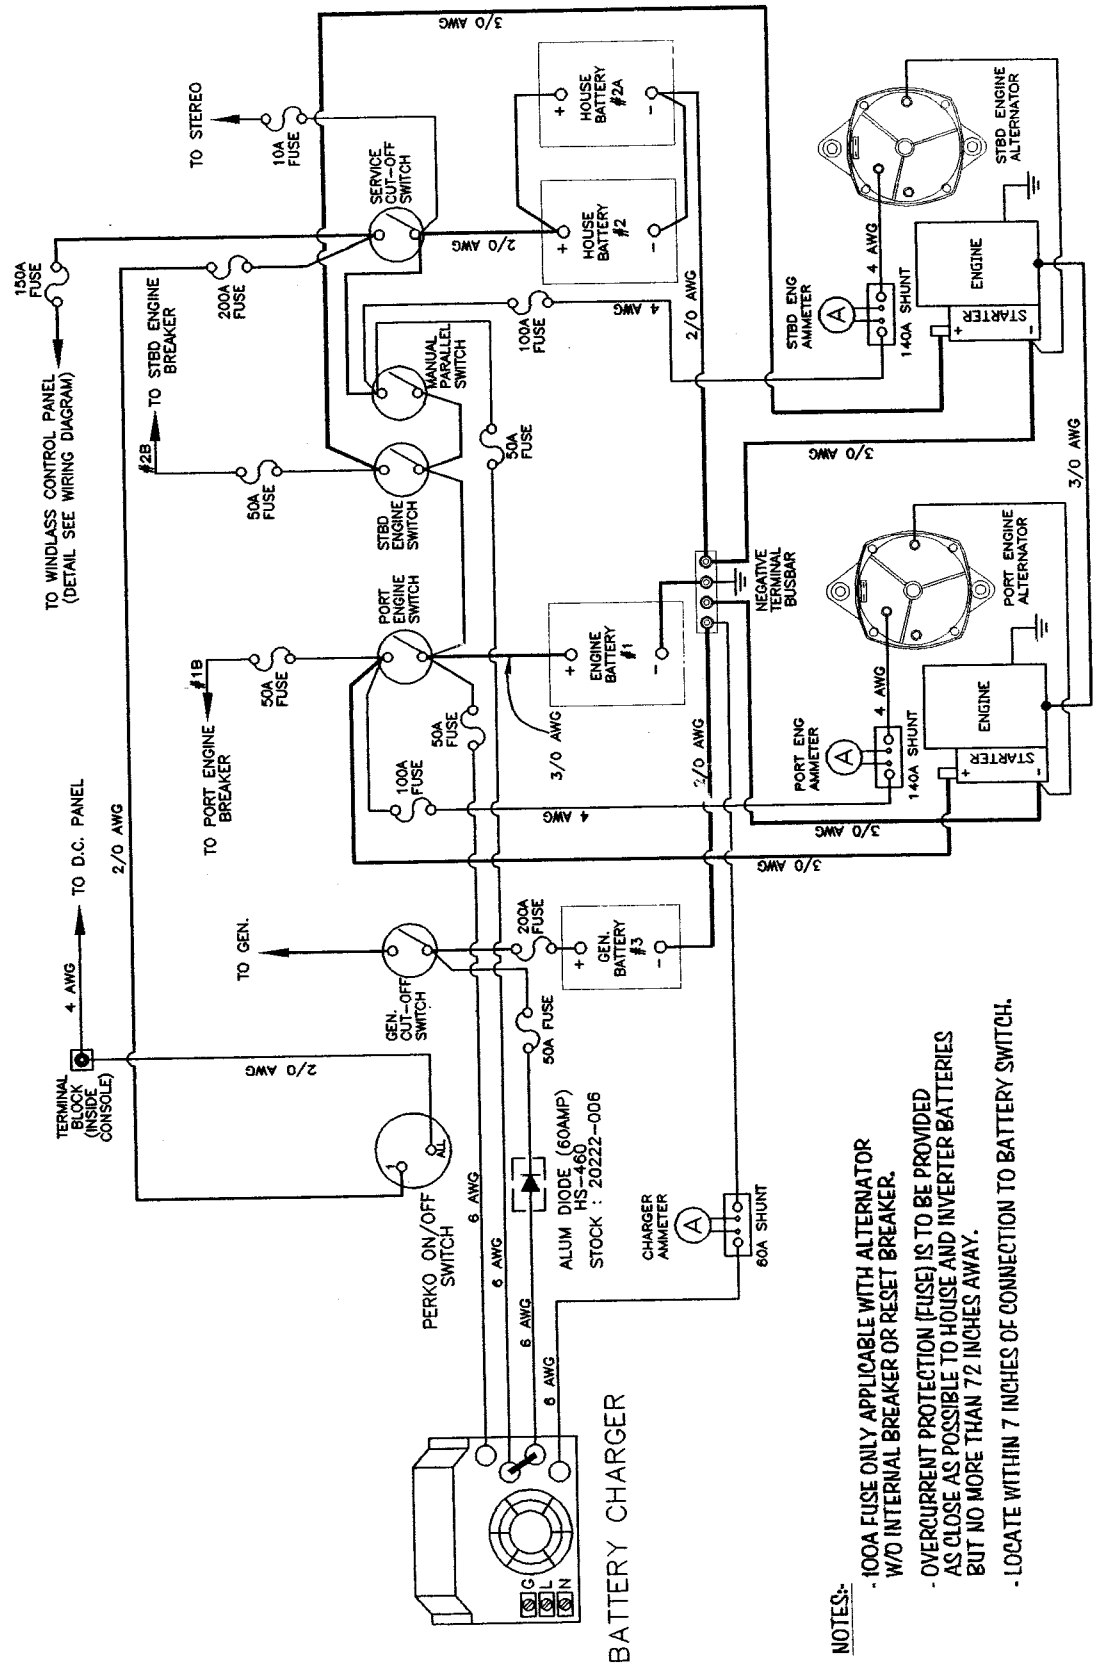 BATTERY CHARGER
G
L
N
6 AWG
6 AWG
6 AWG
6 AWG
PERKO ON/OFF
SWITCH
1
ALL
TERMINAL
BLOCK
(INSIDE
CONSOLE)
4 AWG
TO D.C. PANEL
2/0 AWG
2/0 AWG
ALUM DIODE (60AMP)
HS-460
STOCK : 20222-006
CHARGER
AMMETER
A
60A SHUNT
50A FUSE
TO GEN.
GEN.
CUT-OFF
SWITCH
200A
FUSE
+
GEN.
BATTERY
#3
-
TO PORT ENGINE
BREAKER
#1B
50A
FUSE
PORT
ENGINE
SWITCH
100A
FUSE
50A
FUSE
3/0 AWG
4 AWG
3/0 AWG
3/0 AWG
2/0 AWG
+
ENGINE
BATTERY
#1
-
NEGATIVE
TERMINAL
BUSBAR
PORT ENG
AMMETER
A
140A SHUNT
4 AWG
PORT ENGINE
ALTERNATOR
ENGINE
STARTER
+
-
TO WINDLASS CONTROL PANEL
(DETAIL SEE WIRING DIAGRAM)
150A
FUSE
#2B
TO STBD ENGINE
BREAKER
50A
FUSE
STBD
ENGINE
SWITCH
MANUAL
PARALLEL
SWITCH
50A
FUSE
200A
FUSE
100A
FUSE
4 AWG
SERVICE
CUT-OFF
SWITCH
TO STEREO
10A
FUSE
3/0 AWG
2/0 AWG
+
HOUSE
BATTERY
#2
-
+
HOUSE
BATTERY
#2A
-
2/0 AWG
3/0 AWG
3/0 AWG
STBD ENG
AMMETER
A
140A SHUNT
4 AWG
STBD ENGINE
ALTERNATOR
ENGINE
STARTER
+
-
NOTES:-
- 100A FUSE ONLY APPLICABLE WITH ALTERNATOR
W/O INTERNAL BREAKER OR RESET BREAKER.
- OVERCURRENT PROTECTION (FUSE) IS TO BE PROVIDED
AS CLOSE AS POSSIBLE TO HOUSE AND INVERTER BATTERIES
BUT NO MORE THAN 72 INCHES AWAY.
- LOCATE WITHIN 7 INCHES OF CONNECTION TO BATTERY SWITCH.